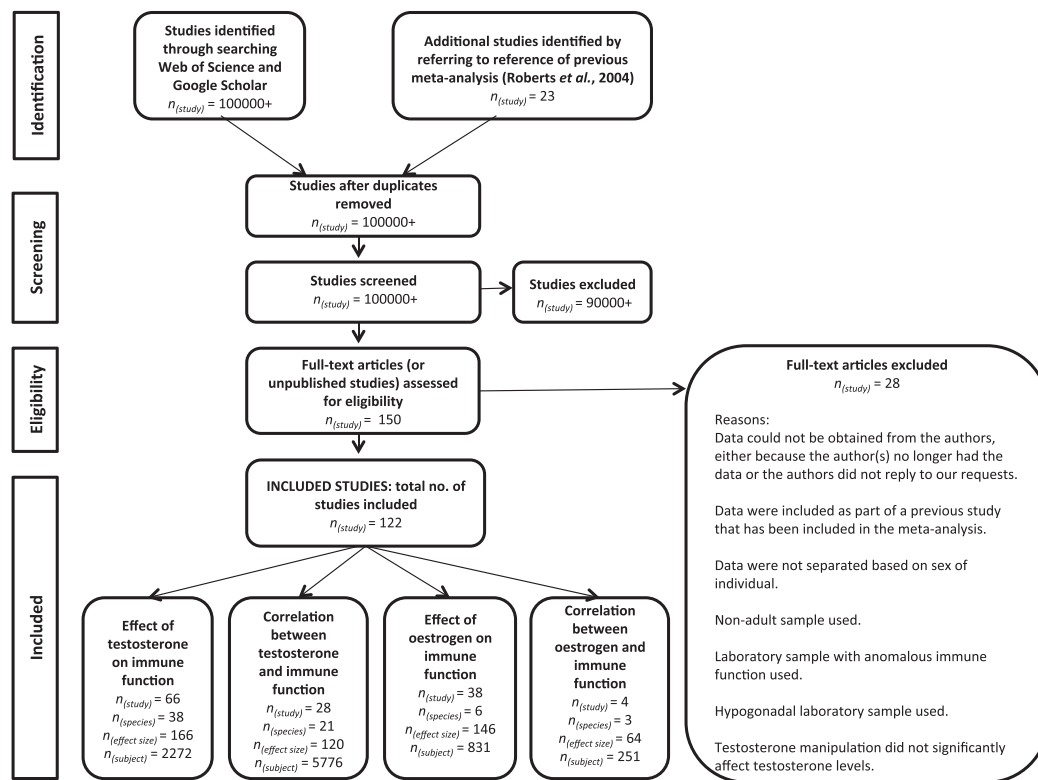 Identification
Studies identified
through searching
Web of Science and
Google Scholar
n(study) = 100000+
Additional studies identified by
referring to reference of previous
meta-analysis (Roberts et al., 2004)
n(study) = 23
Screening
Studies after duplicates
removed
n(study) = 100000+
Studies screened
n(study) = 100000+
Studies excluded
n(study) = 90000+
Eligibility
Full-text articles (or
unpublished studies) assessed
for eligibility
n(study) = 150
Full-text articles excluded
n(study) = 28
Reasons:
Data could not be obtained from the authors,
either because the author(s) no longer had the
data or the authors did not reply to our requests.
Data were included as part of a previous study
that has been included in the meta-analysis.
Data were not separated based on sex of
individual.
Non-adult sample used.
Laboratory sample with anomalous immune
function used.
Hypogonadal laboratory sample used.
Testosterone manipulation did not significantly
affect testosterone levels.
Included
INCLUDED STUDIES: total no. of
studies included
n(study) = 122
Effect of
testosterone
on immune
function
n(study) = 66
n(species) = 38
n(effect size) = 166
n(subject) = 2272
Correlation
between
testosterone
and immune
function
n(study) = 28
n(species) = 21
n(effect size) = 120
n(subject) = 5776
Effect of
oestrogen on
immune
function
n(study) = 38
n(species) = 6
n(effect size) = 146
n(subject) = 831
Correlation
between
oestrogen and
immune
function
n(study) = 4
n(species) = 3
n(effect size) = 64
n(subject) = 251